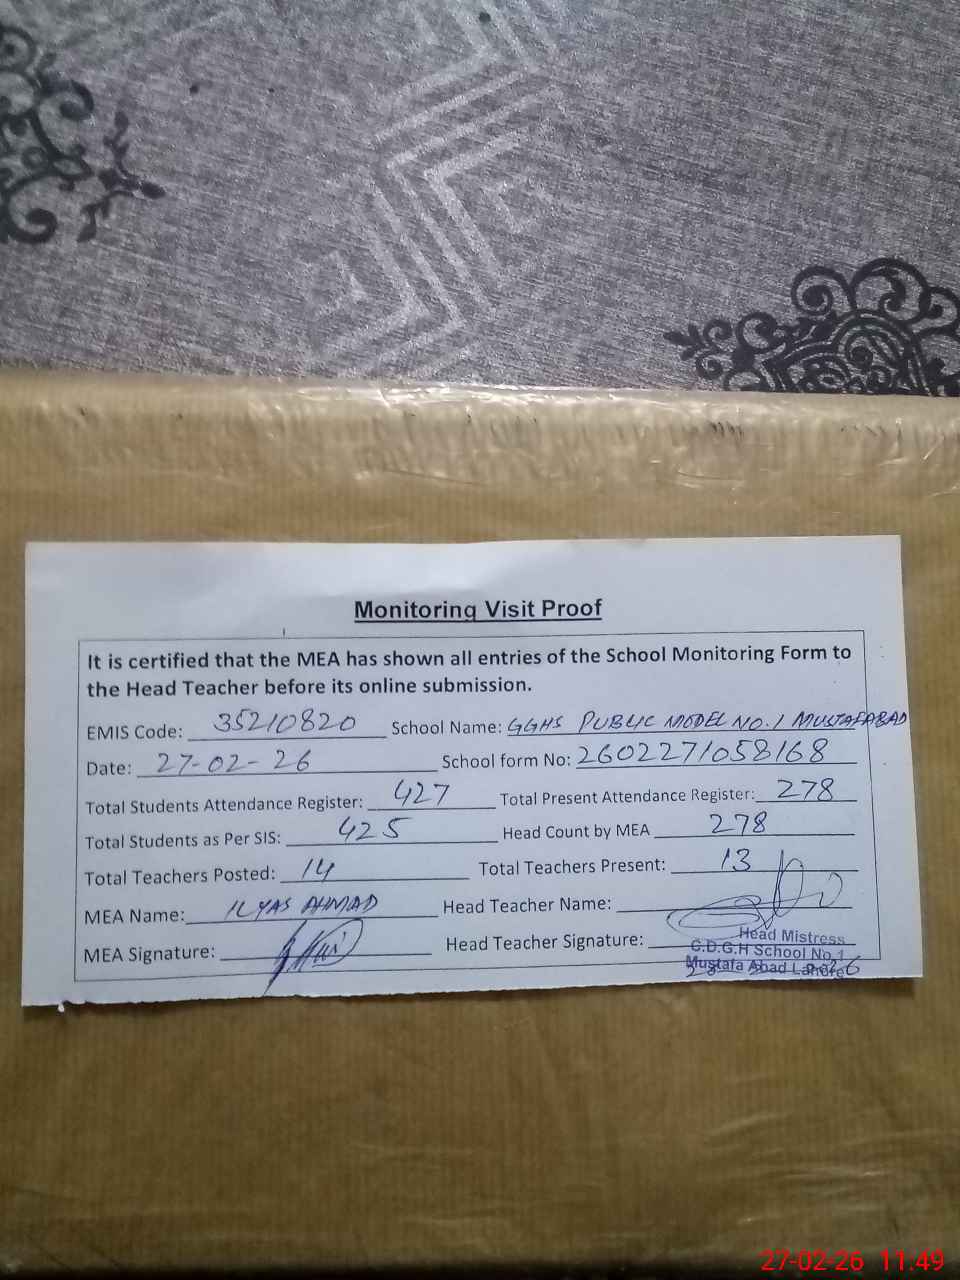 Monitoring Visit Proof
It is certified that the MEA has shown all entries of the School Monitoring Form to
the Head Teacher before its online submission.
EMIS Code: 35210820 School Name: GGHS PUBLIC MODEL NO.1 MUSTAFABAD
Date: 27-02-26 School form No: 2602271058168
Total Students Attendance Register: 427 Total Present Attendance Register: 278
Total Students as Per SIS: 425 Head Count by MEA 278
Total Teachers Posted: 14 Total Teachers Present: 13
MEA Name: ILYAS AHMAD Head Teacher Name:
MEA Signature: Head Teacher Signature:
Head Mistress
C.D.G.H School No.1
Mustafa Abad Lahore
27-02-26 11.49